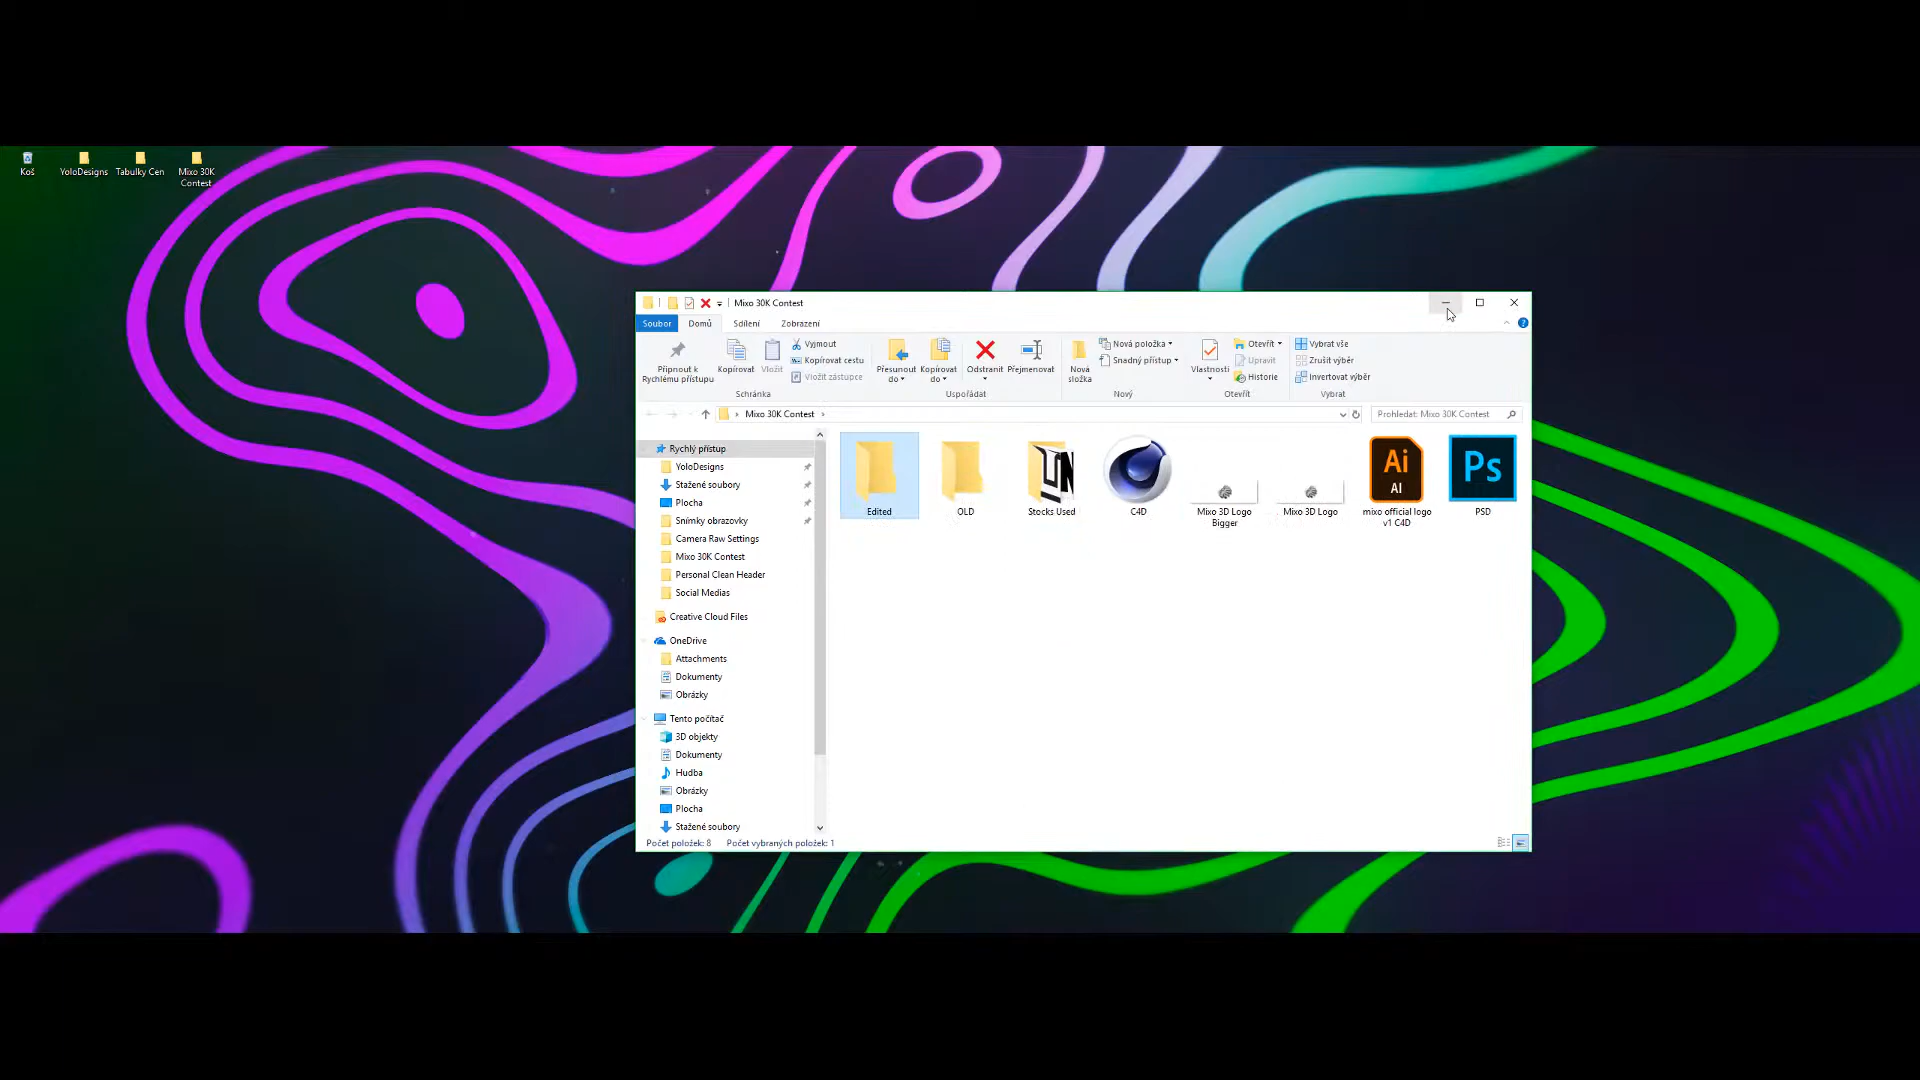 Koš
YoloDesigns
Tabulky Cen
Mixo 30K
Contest
Mixo 30K Contest
Soubor
Domů
Sdílení
Zobrazení
Připnout k
Rychlému přístupu
Kopírovat
Vložit
Vyjmout
Kopírovat cestu
Vložit zástupce
Schránka
Přesunout
do
Kopírovat
do
Odstranit
Přejmenovat
Uspořádat
Nová
složka
Nová položka
Snadný přístup
Nový
Vlastnosti
Otevřít
Upravit
Historie
Otevřít
Vybrat vše
Zrušit výběr
Invertovat výběr
Vybrat
Mixo 30K Contest
Prohledat: Mixo 30K Contest
Rychlý přístup
YoloDesigns
Stažené soubory
Plocha
Snímky obrazovky
Camera Raw Settings
Mixo 30K Contest
Personal Clean Header
Social Medias
Creative Cloud Files
OneDrive
Attachments
Dokumenty
Obrázky
Tento počítač
3D objekty
Dokumenty
Hudba
Obrázky
Plocha
Stažené soubory
Edited
OLD
Stocks Used
C4D
Mixo 3D Logo
Bigger
Mixo 3D Logo
Ai
AI
mixo official logo
v1 C4D
Ps
PSD
Počet položek: 8
Počet vybraných položek: 1